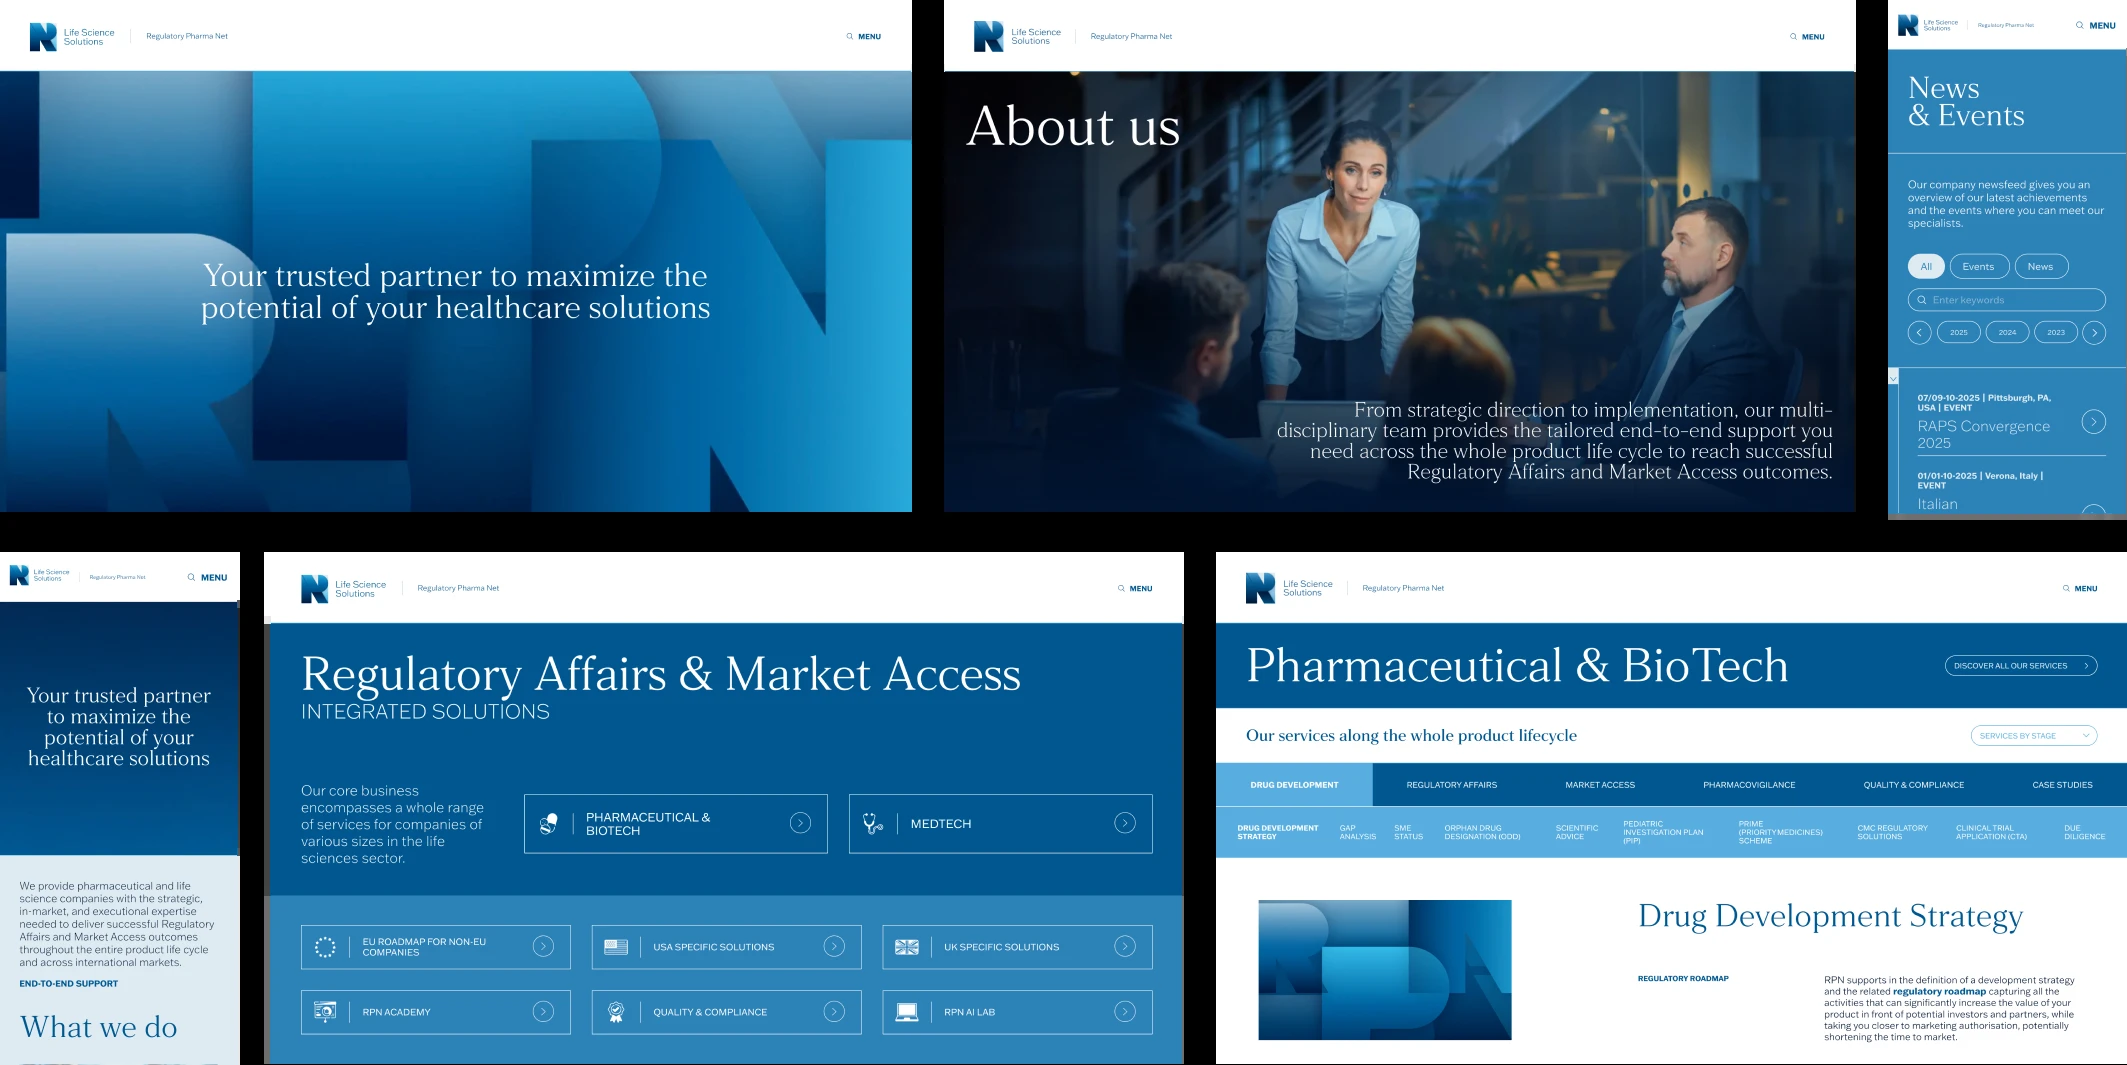 Life Science
Solutions
Regulatory Pharma Net
MENU
Your trusted partner to maximize the
potential of your healthcare solutions
Life Science
Solutions
Regulatory Pharma Net
MENU
About us
From strategic direction to implementation, our multi-
disciplinary team provides the tailored end-to-end support you
need across the whole product life cycle to reach successful
Regulatory Affairs and Market Access outcomes.
Life Science
Solutions
Regulatory Pharma Net
MENU
News
& Events
Our company newsfeed gives you an
overview of our latest achievements
and the events where you can meet our
specialists.
All
Events
News
Enter keywords
2025
2024
2023
07/09-10-2025 | Pittsburgh, PA,
USA | EVENT
RAPS Convergence
2025
01/01-10-2025 | Verona, Italy |
EVENT
Italian
Life Science
Solutions
Regulatory Pharma Net
MENU
Your trusted partner
to maximize the
potential of your
healthcare solutions
We provide pharmaceutical and life
science companies with the strategic,
in-market, and executional expertise
needed to deliver successful Regulatory
Affairs and Market Access outcomes
throughout the entire product life cycle
and across international markets.
END-TO-END SUPPORT
What we do
Life Science
Solutions
Regulatory Pharma Net
MENU
Regulatory Affairs & Market Access
INTEGRATED SOLUTIONS
Our core business
encompasses a whole range
of services for companies of
various sizes in the life
sciences sector.
PHARMACEUTICAL &
BIOTECH
MEDTECH
EU ROADMAP FOR NON-EU
COMPANIES
USA SPECIFIC SOLUTIONS
UK SPECIFIC SOLUTIONS
RPN ACADEMY
QUALITY & COMPLIANCE
RPN AI LAB
Life Science
Solutions
Regulatory Pharma Net
MENU
Pharmaceutical & BioTech
DISCOVER ALL OUR SERVICES
Our services along the whole product lifecycle
SERVICES BY STAGE
DRUG DEVELOPMENT
REGULATORY AFFAIRS
MARKET ACCESS
PHARMACOVIGILANCE
QUALITY & COMPLIANCE
CASE STUDIES
DRUG DEVELOPMENT
STRATEGY
GAP
ANALYSIS
SME
STATUS
ORPHAN DRUG
DESIGNATION (ODD)
SCIENTIFIC
ADVICE
PEDIATRIC
INVESTIGATION PLAN
(PIP)
PRIME
(PRIORITY MEDICINES)
SCHEME
CMC REGULATORY
SOLUTIONS
CLINICAL TRIAL
APPLICATION (CTA)
DUE
DILIGENCE
Drug Development Strategy
REGULATORY ROADMAP
RPN supports in the definition of a development strategy
and the related regulatory roadmap capturing all the
activities that can significantly increase the value of your
product in front of potential investors and partners, while
taking you closer to marketing authorisation, potentially
shortening the time to market.